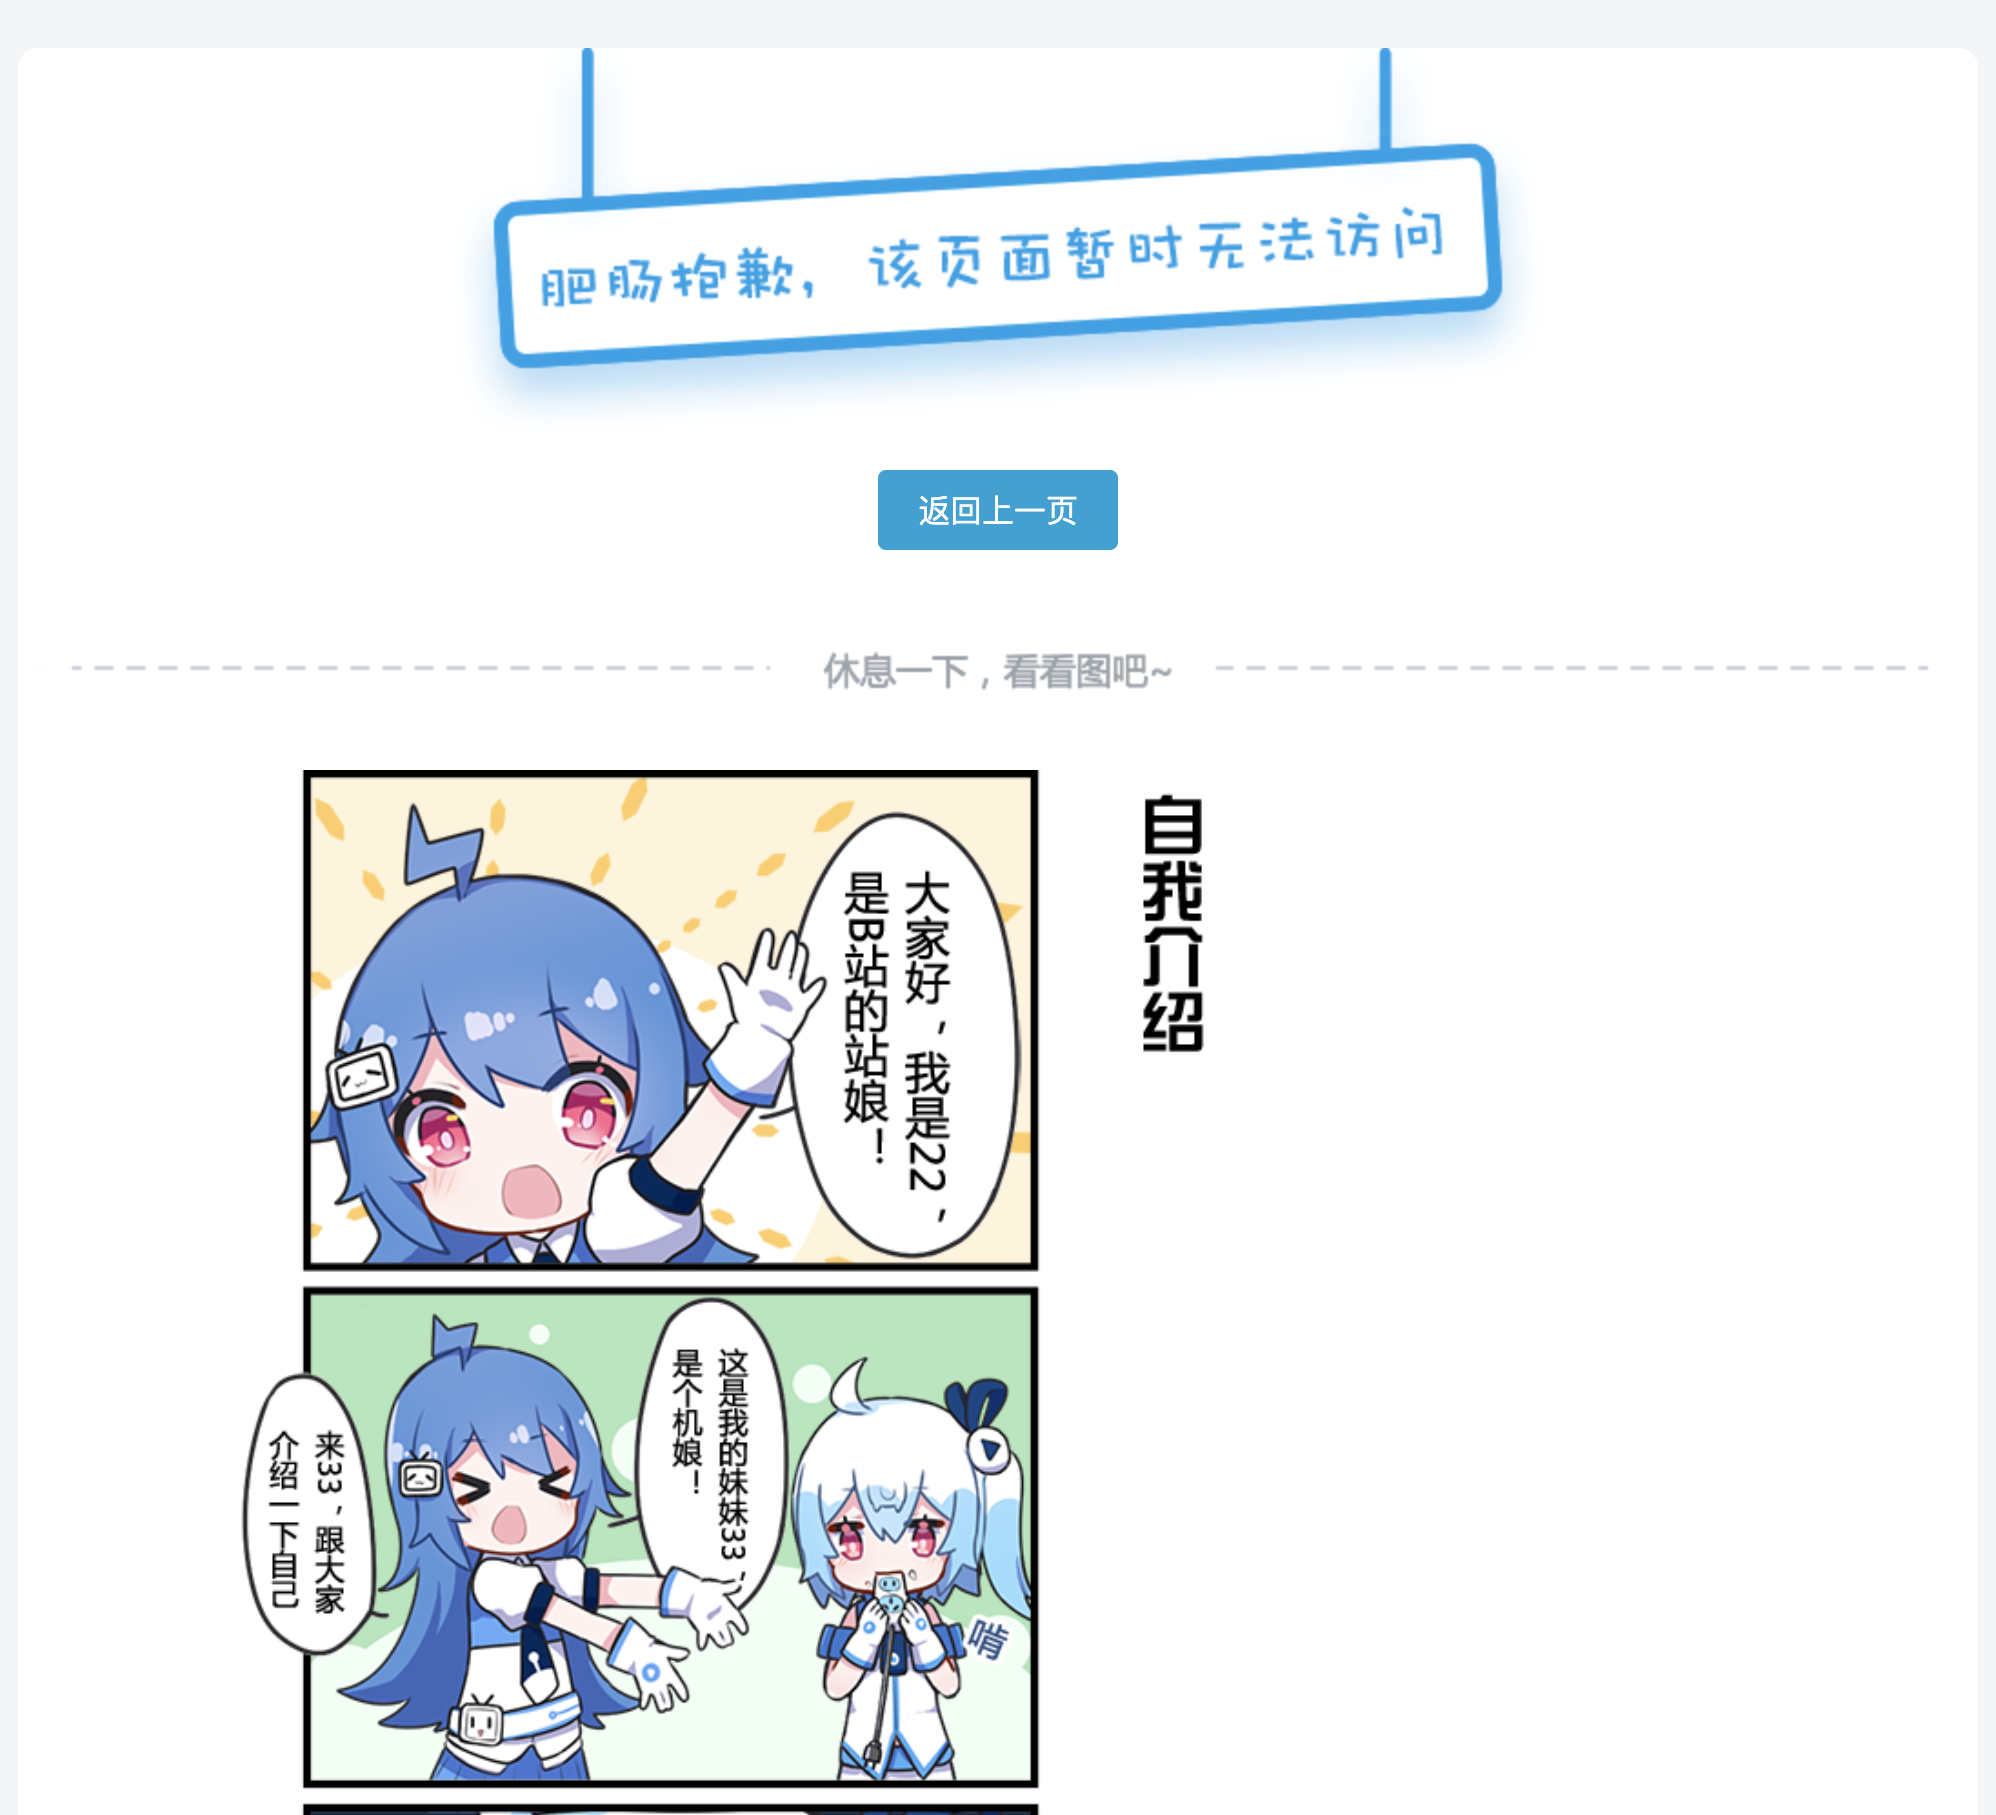 肥肠抱歉，该页面暂时无法访问
返回上一页
休息一下，看看图吧~
自我介绍
大家好，我是22，
是B站的站娘！
这是我的妹妹33，
是个机娘！
来33，跟大家
介绍一下自己
啃